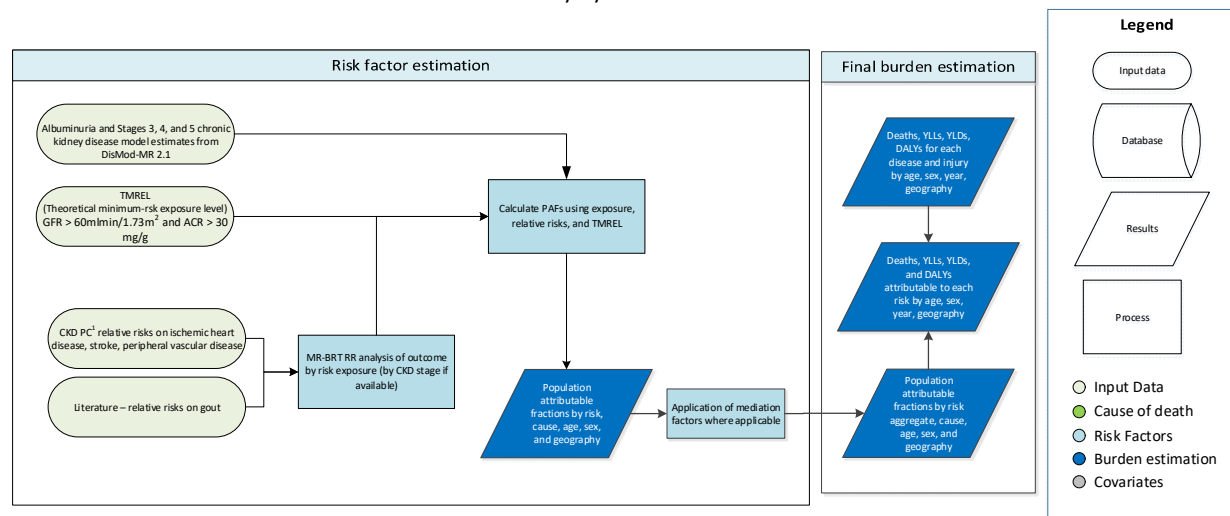 Risk factor estimation
Albuminuria and Stages 3, 4, and 5 chronic
kidney disease model estimates from
DisMod-MR 2.1
TMREL
(Theoretical minimum-rsk exposure level)
GFR > 60mlmin/1.73m² and ACR > 30
mg/g
CKD PC¹ relative risks on ischemic heart
disease, stroke, peripheral vascular disease
Literature – relative risks on gout
MR-BRT RR analysis of outcome
by risk exposure (by CKD stage if
available)
Calculate PAFs using exposure,
relative risks, and TMREL
Population
attributable
fractions by risk,
cause, age, sex,
and geography
Application of mediation
factors where applicable
Final burden estimation
Deaths, YLLs, YLDs,
DALYs for each
disease and injury
by age, sex, year,
geography
Deaths, YLLs, YLDs,
and DALYs
attributable to each
risk by age, sex,
year, geography
Population
attributable
fractions by risk
aggregate, cause,
age, sex, and
geography
Legend
Input data
Database
Results
Process
Input Data
Cause of death
Risk Factors
Burden estimation
Covariates